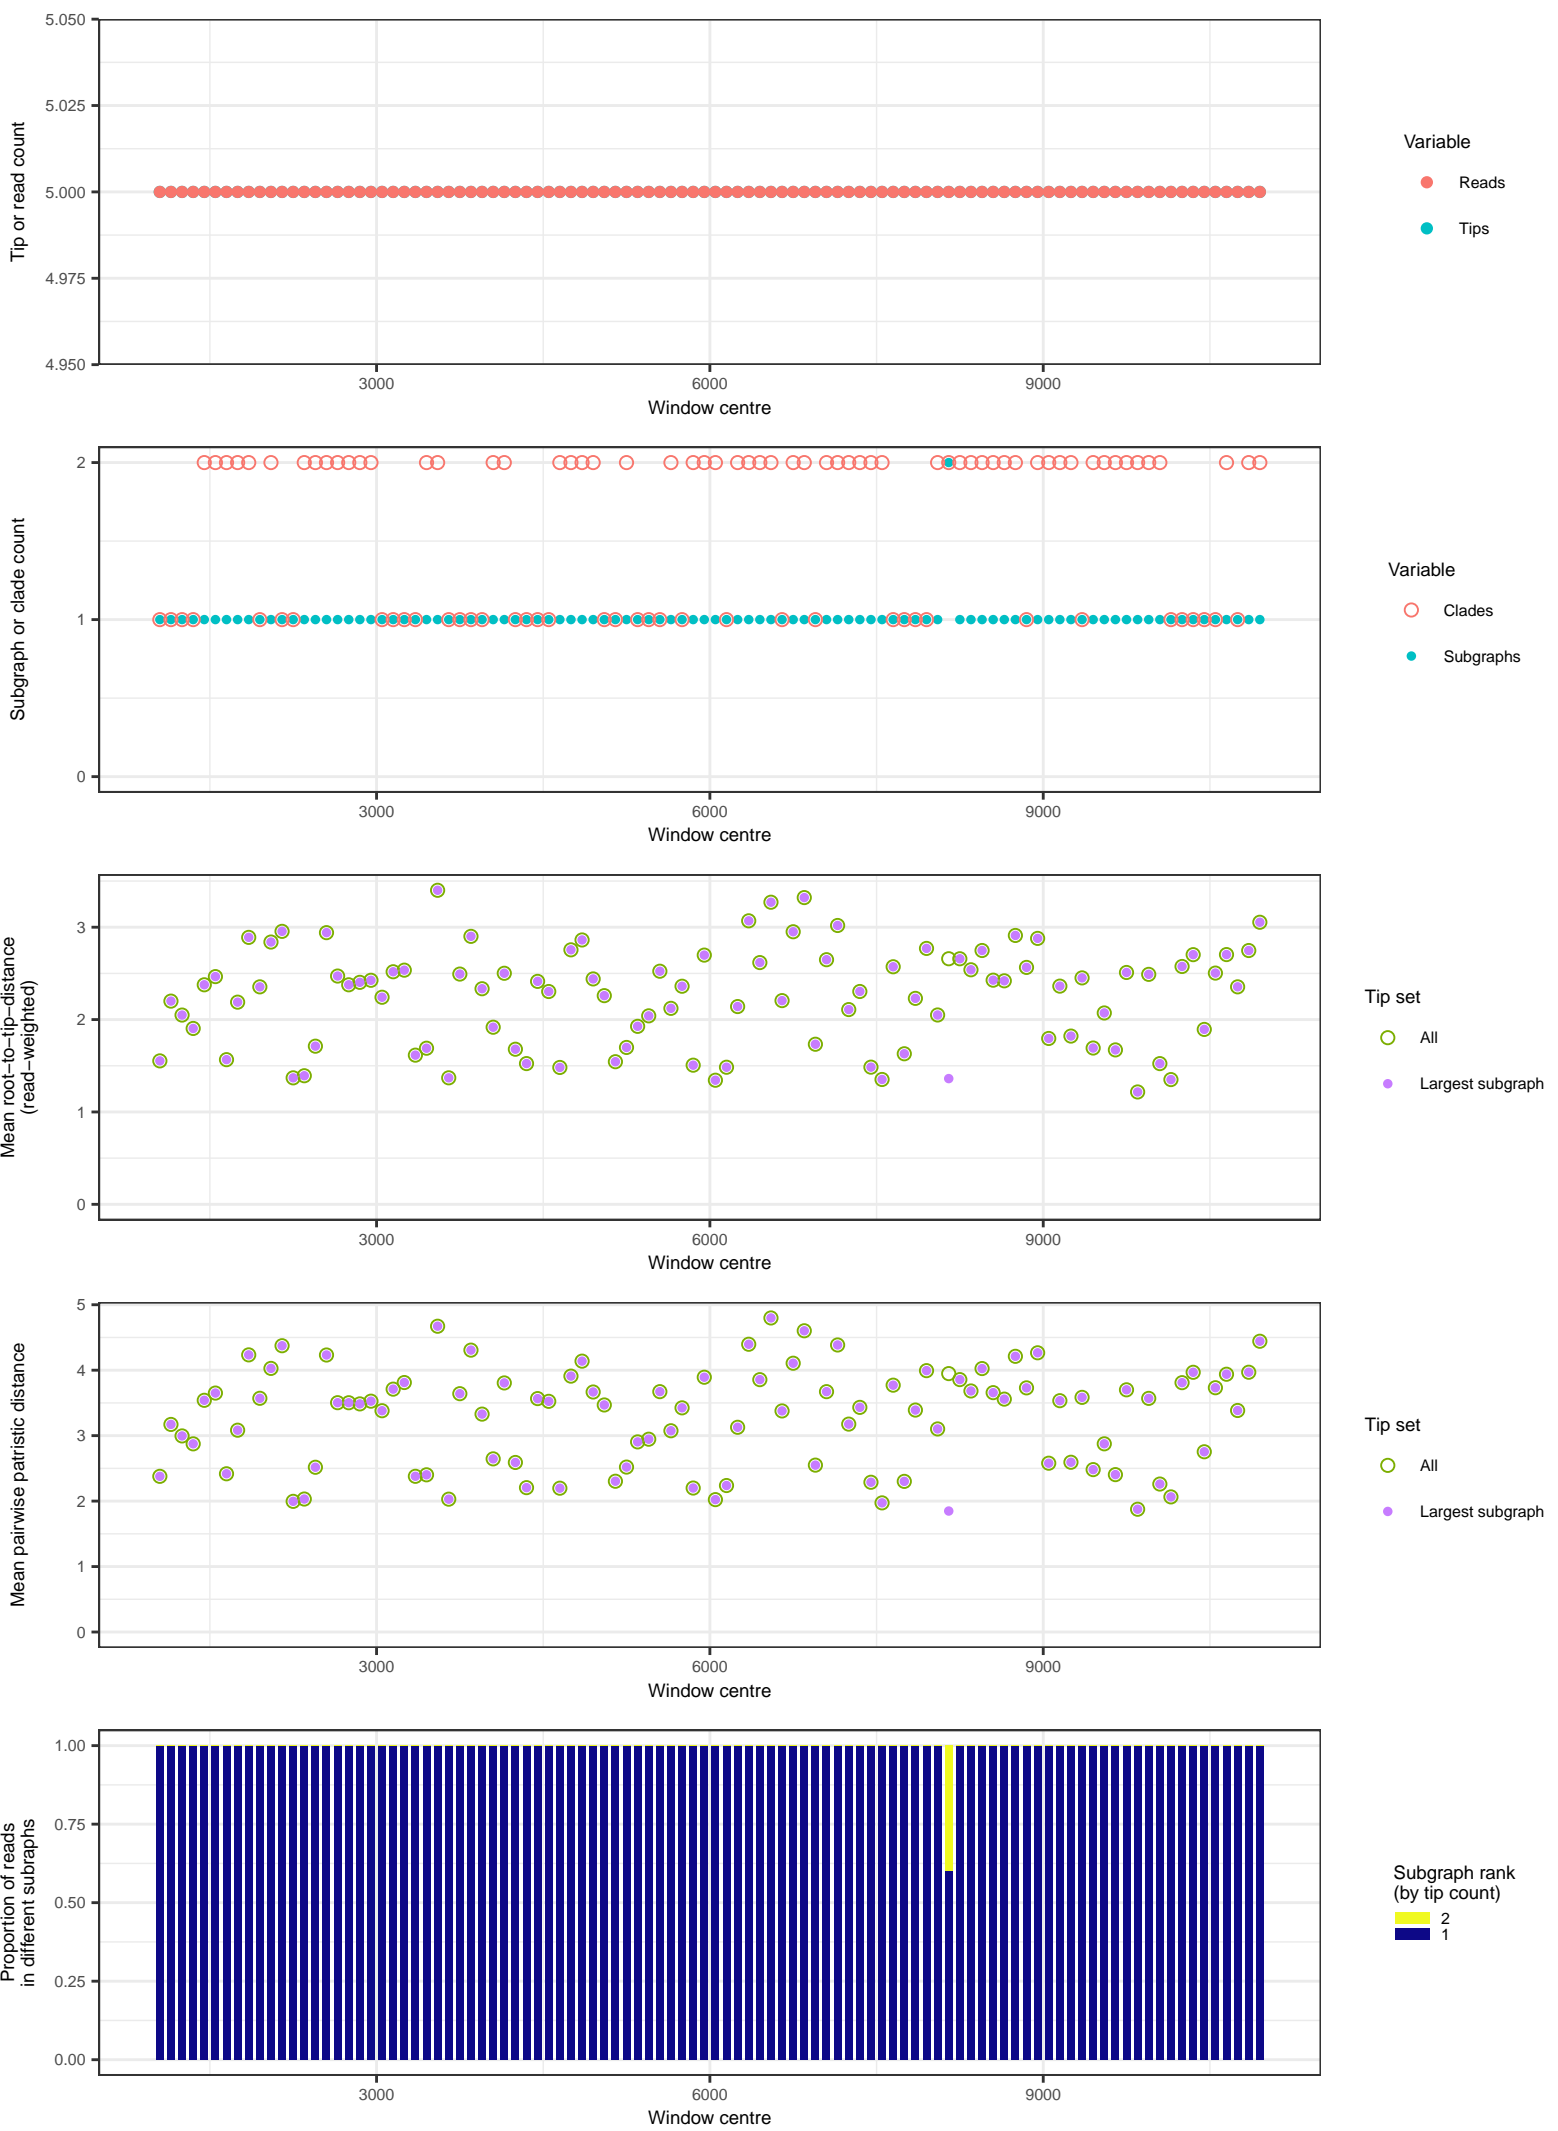 5.050
5.025
5.000
4.975
4.950
Tip or read count
3000 6000 9000
Window centre
Variable
Reads
Tips
2
1
0
Subgraph or clade count
3000 6000 9000
Window centre
Variable
Clades
Subgraphs
3
2
1
0
Mean root−to−tip−distance
(read−weighted)
3000 6000 9000
Window centre
Tip set
All
Largest subgraph
5
4
3
2
1
0
Mean pairwise patristic distance
3000 6000 9000
Window centre
Tip set
All
Largest subgraph
1.00
0.75
0.50
0.25
0.00
Proportion of reads
in different subraphs
3000 6000 9000
Window centre
Subgraph rank
(by tip count)
2
1